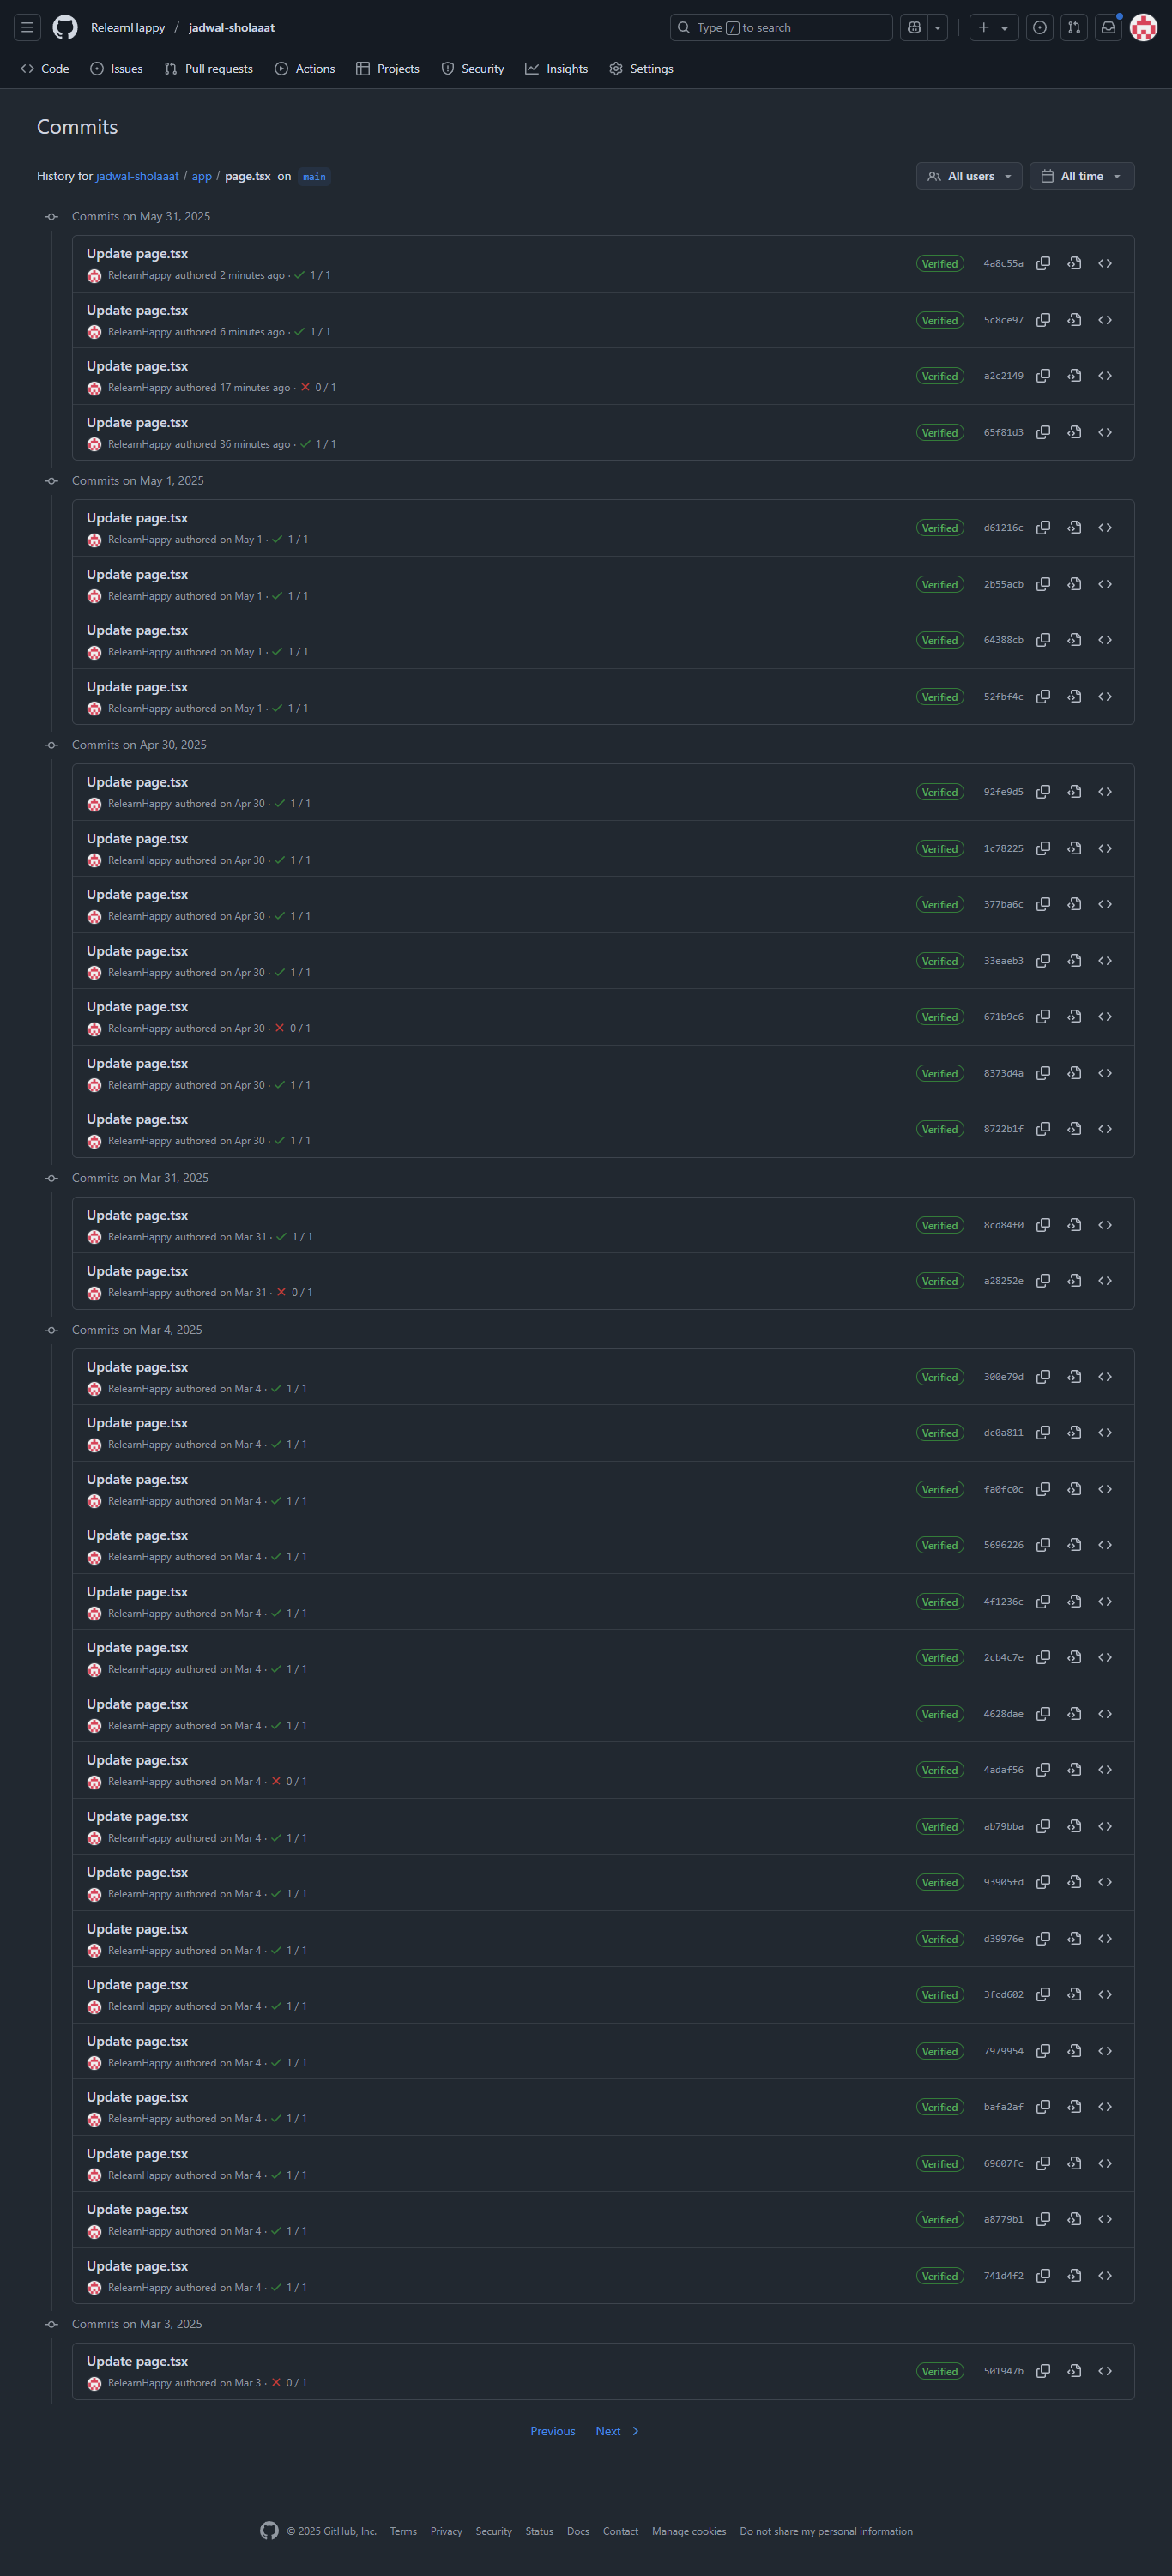 RelearnHappy / jadwal-sholaaat
Type / to search
Code Issues Pull requests Actions Projects Security Insights Settings
Commits
History for jadwal-sholaaat / app / page.tsx on main
All users All time
Commits on May 31, 2025
Update page.tsx
RelearnHappy authored 2 minutes ago · 1 / 1
Verified 4a8c55a
Update page.tsx
RelearnHappy authored 6 minutes ago · 1 / 1
Verified 5c8ce97
Update page.tsx
RelearnHappy authored 17 minutes ago · 0 / 1
Verified a2c2149
Update page.tsx
RelearnHappy authored 36 minutes ago · 1 / 1
Verified 65f81d3
Commits on May 1, 2025
Update page.tsx
RelearnHappy authored on May 1 · 1 / 1
Verified d61216c
Update page.tsx
RelearnHappy authored on May 1 · 1 / 1
Verified 2b55acb
Update page.tsx
RelearnHappy authored on May 1 · 1 / 1
Verified 64388cb
Update page.tsx
RelearnHappy authored on May 1 · 1 / 1
Verified 52fbf4c
Commits on Apr 30, 2025
Update page.tsx
RelearnHappy authored on Apr 30 · 1 / 1
Verified 92fe9d5
Update page.tsx
RelearnHappy authored on Apr 30 · 1 / 1
Verified 1c78225
Update page.tsx
RelearnHappy authored on Apr 30 · 1 / 1
Verified 377ba6c
Update page.tsx
RelearnHappy authored on Apr 30 · 1 / 1
Verified 33eaeb3
Update page.tsx
RelearnHappy authored on Apr 30 · 0 / 1
Verified 671b9c6
Update page.tsx
RelearnHappy authored on Apr 30 · 1 / 1
Verified 8373d4a
Update page.tsx
RelearnHappy authored on Apr 30 · 1 / 1
Verified 8722b1f
Commits on Mar 31, 2025
Update page.tsx
RelearnHappy authored on Mar 31 · 1 / 1
Verified 8cd84f0
Update page.tsx
RelearnHappy authored on Mar 31 · 0 / 1
Verified a28252e
Commits on Mar 4, 2025
Update page.tsx
RelearnHappy authored on Mar 4 · 1 / 1
Verified 300e79d
Update page.tsx
RelearnHappy authored on Mar 4 · 1 / 1
Verified dc0a811
Update page.tsx
RelearnHappy authored on Mar 4 · 1 / 1
Verified fa0fc0c
Update page.tsx
RelearnHappy authored on Mar 4 · 1 / 1
Verified 5696226
Update page.tsx
RelearnHappy authored on Mar 4 · 1 / 1
Verified 4f1236c
Update page.tsx
RelearnHappy authored on Mar 4 · 1 / 1
Verified 2cb4c7e
Update page.tsx
RelearnHappy authored on Mar 4 · 1 / 1
Verified 4628dae
Update page.tsx
RelearnHappy authored on Mar 4 · 0 / 1
Verified 4adaf56
Update page.tsx
RelearnHappy authored on Mar 4 · 1 / 1
Verified ab79bba
Update page.tsx
RelearnHappy authored on Mar 4 · 1 / 1
Verified 93905fd
Update page.tsx
RelearnHappy authored on Mar 4 · 1 / 1
Verified d39976e
Update page.tsx
RelearnHappy authored on Mar 4 · 1 / 1
Verified 3fcd602
Update page.tsx
RelearnHappy authored on Mar 4 · 1 / 1
Verified 7979954
Update page.tsx
RelearnHappy authored on Mar 4 · 1 / 1
Verified bafa2af
Update page.tsx
RelearnHappy authored on Mar 4 · 1 / 1
Verified 69607fc
Update page.tsx
RelearnHappy authored on Mar 4 · 1 / 1
Verified a8779b1
Update page.tsx
RelearnHappy authored on Mar 4 · 1 / 1
Verified 741d4f2
Commits on Mar 3, 2025
Update page.tsx
RelearnHappy authored on Mar 3 · 0 / 1
Verified 501947b
Previous Next
© 2025 GitHub, Inc. Terms Privacy Security Status Docs Contact Manage cookies Do not share my personal information